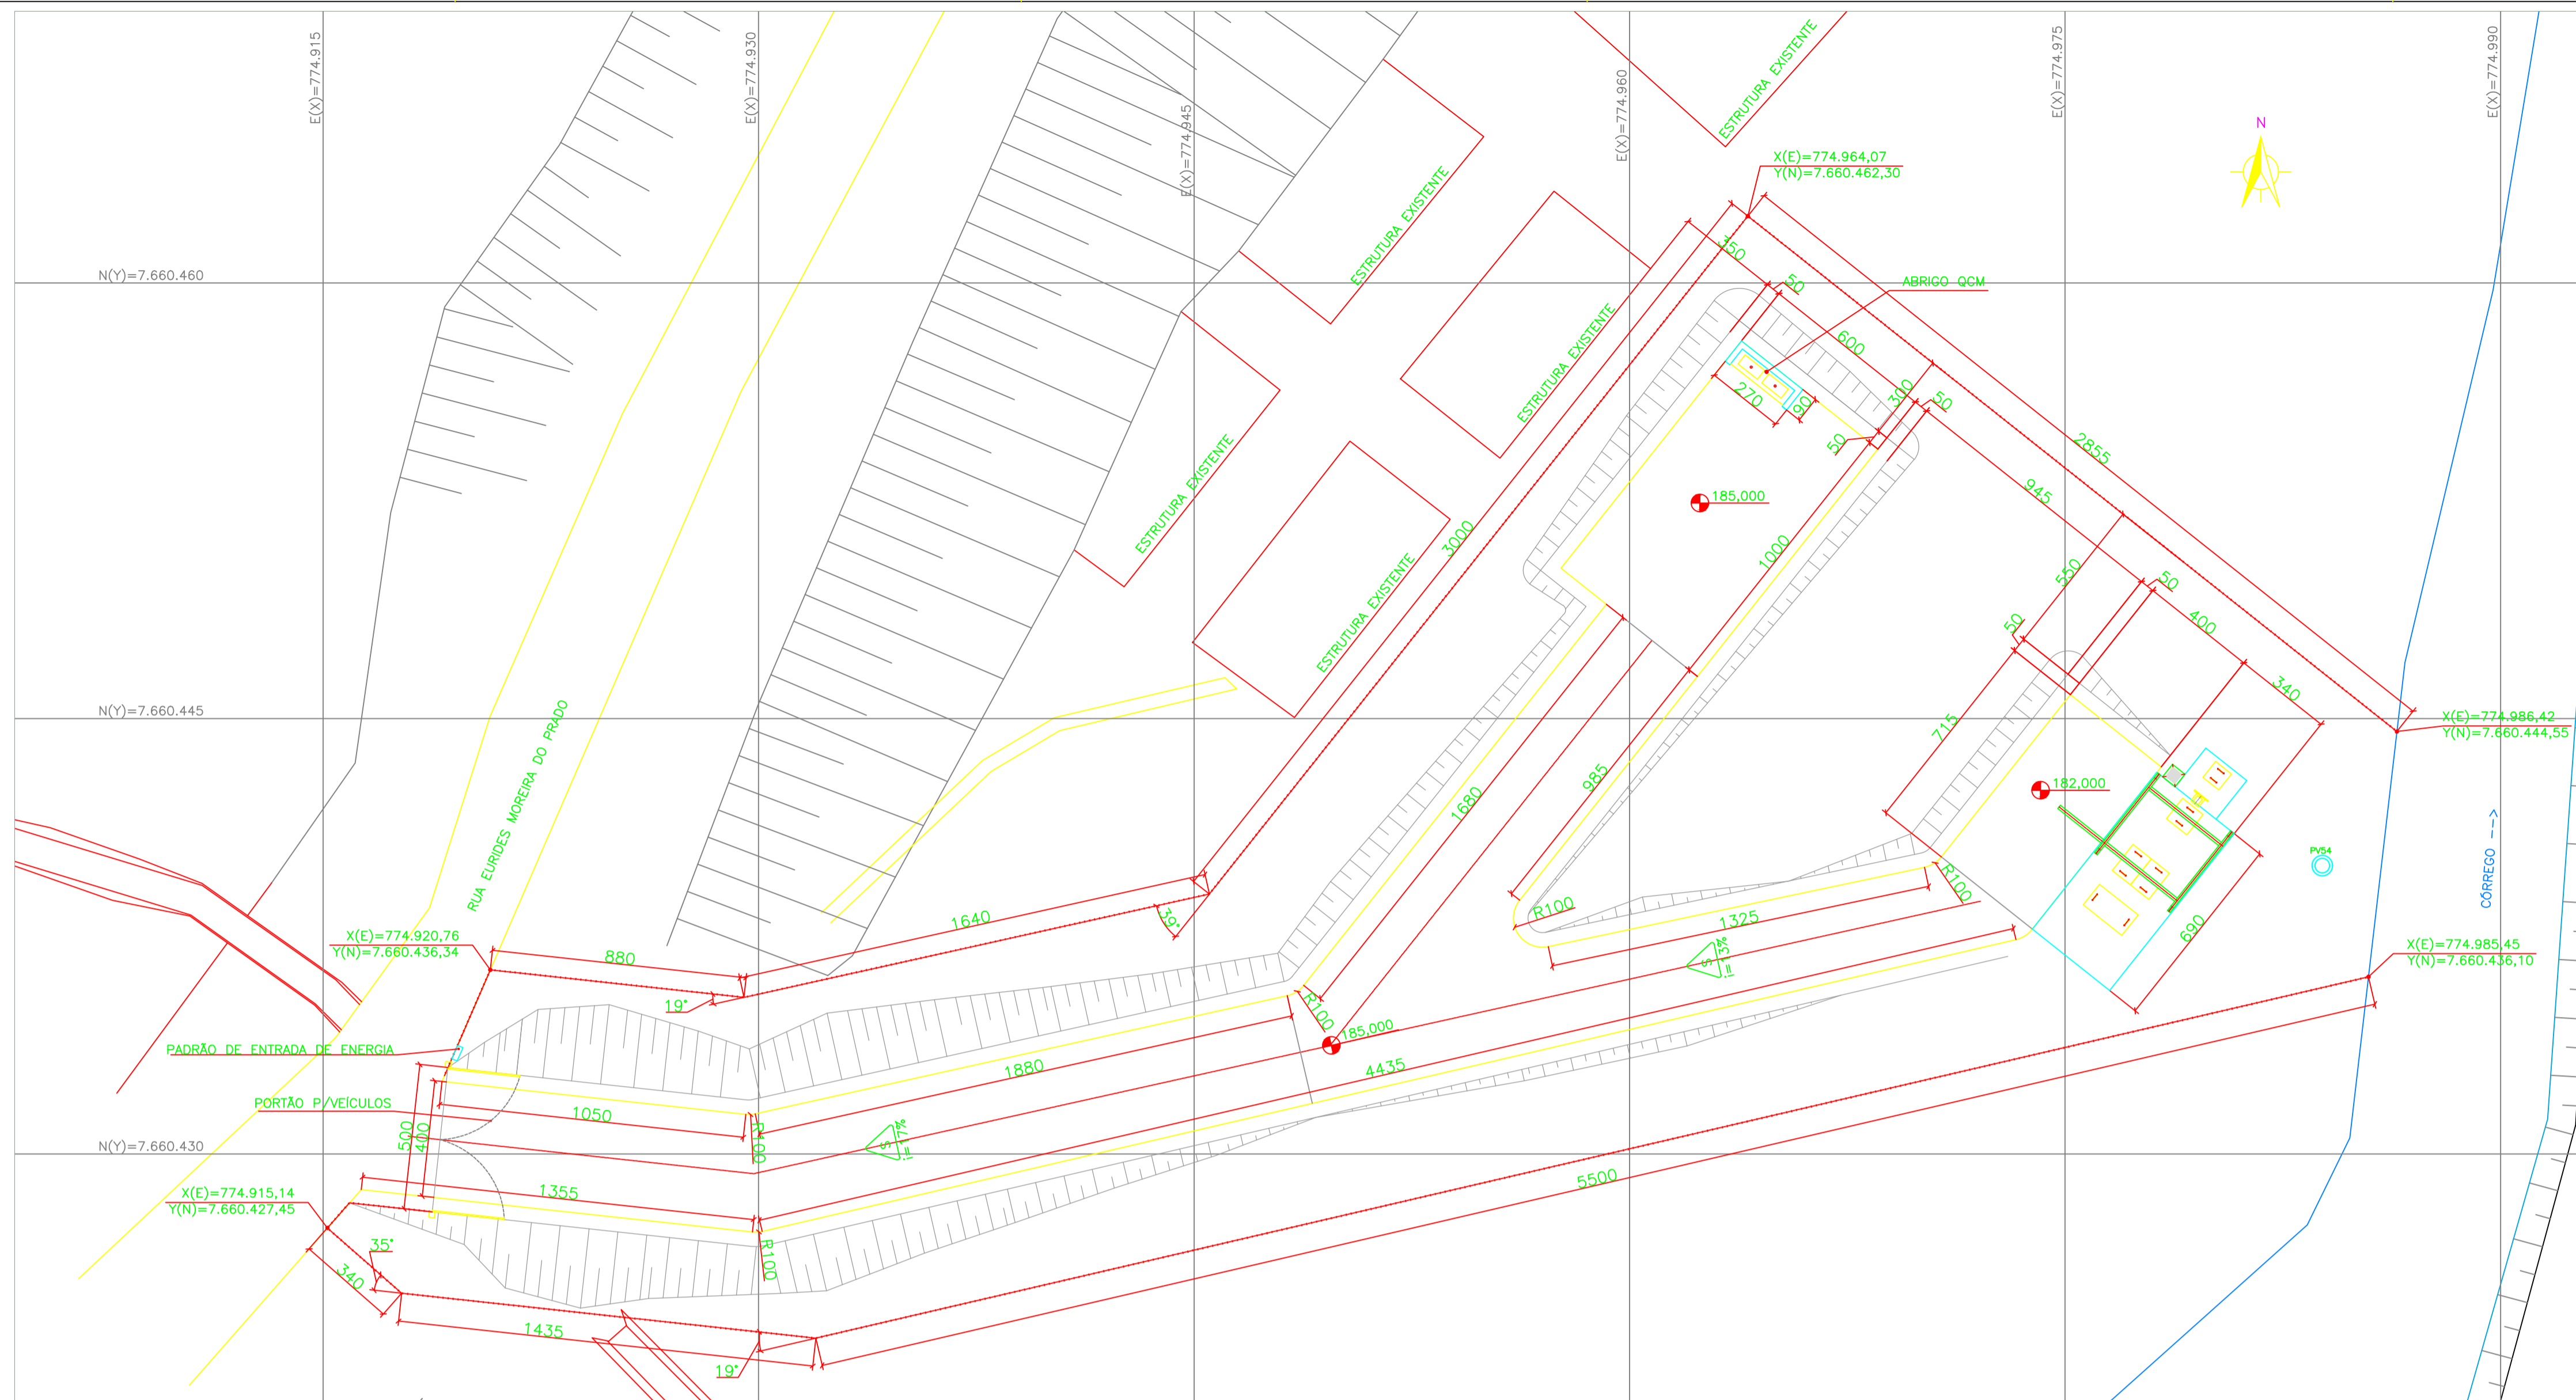 E(X)=774.915
E(X)=774.930
E(X)=774.945
E(X)=774.960
E(X)=774.975
E(X)=774.990
N
ESTRUTURA EXISTENTE
X(E)=774.964,07
Y(N)=7.660.462,30
ESTRUTURA EXISTENTE
N(Y)=7.660.460
350
50
ABRIGO QCM
600
ESTRUTURA EXISTENTE
270
90
300
50
50
2855
ESTRUTURA EXISTENTE
945
185,000
3000
1000
ESTRUTURA EXISTENTE
550
50
50
400
340
N(Y)=7.660.445
RUA EURIDES MOREIRA DO PRADO
715
X(E)=774.986,42
Y(N)=7.660.444,55
985
182,000
1680
PV54
CÓRREGO -->
R100
R100
1325
690
1640
39°
X(E)=774.920,76
Y(N)=7.660.436,34
880
i=13%
S
X(E)=774.985,45
Y(N)=7.660.436,10
19°
R100
185,000
PADRÃO DE ENTRADA DE ENERGIA
1880
4435
PORTÃO P/VEÍCULOS
1050
500
400
R100
i=17%
S
N(Y)=7.660.430
X(E)=774.915,14
Y(N)=7.660.427,45
1355
5500
35°
340
R100
1435
19°